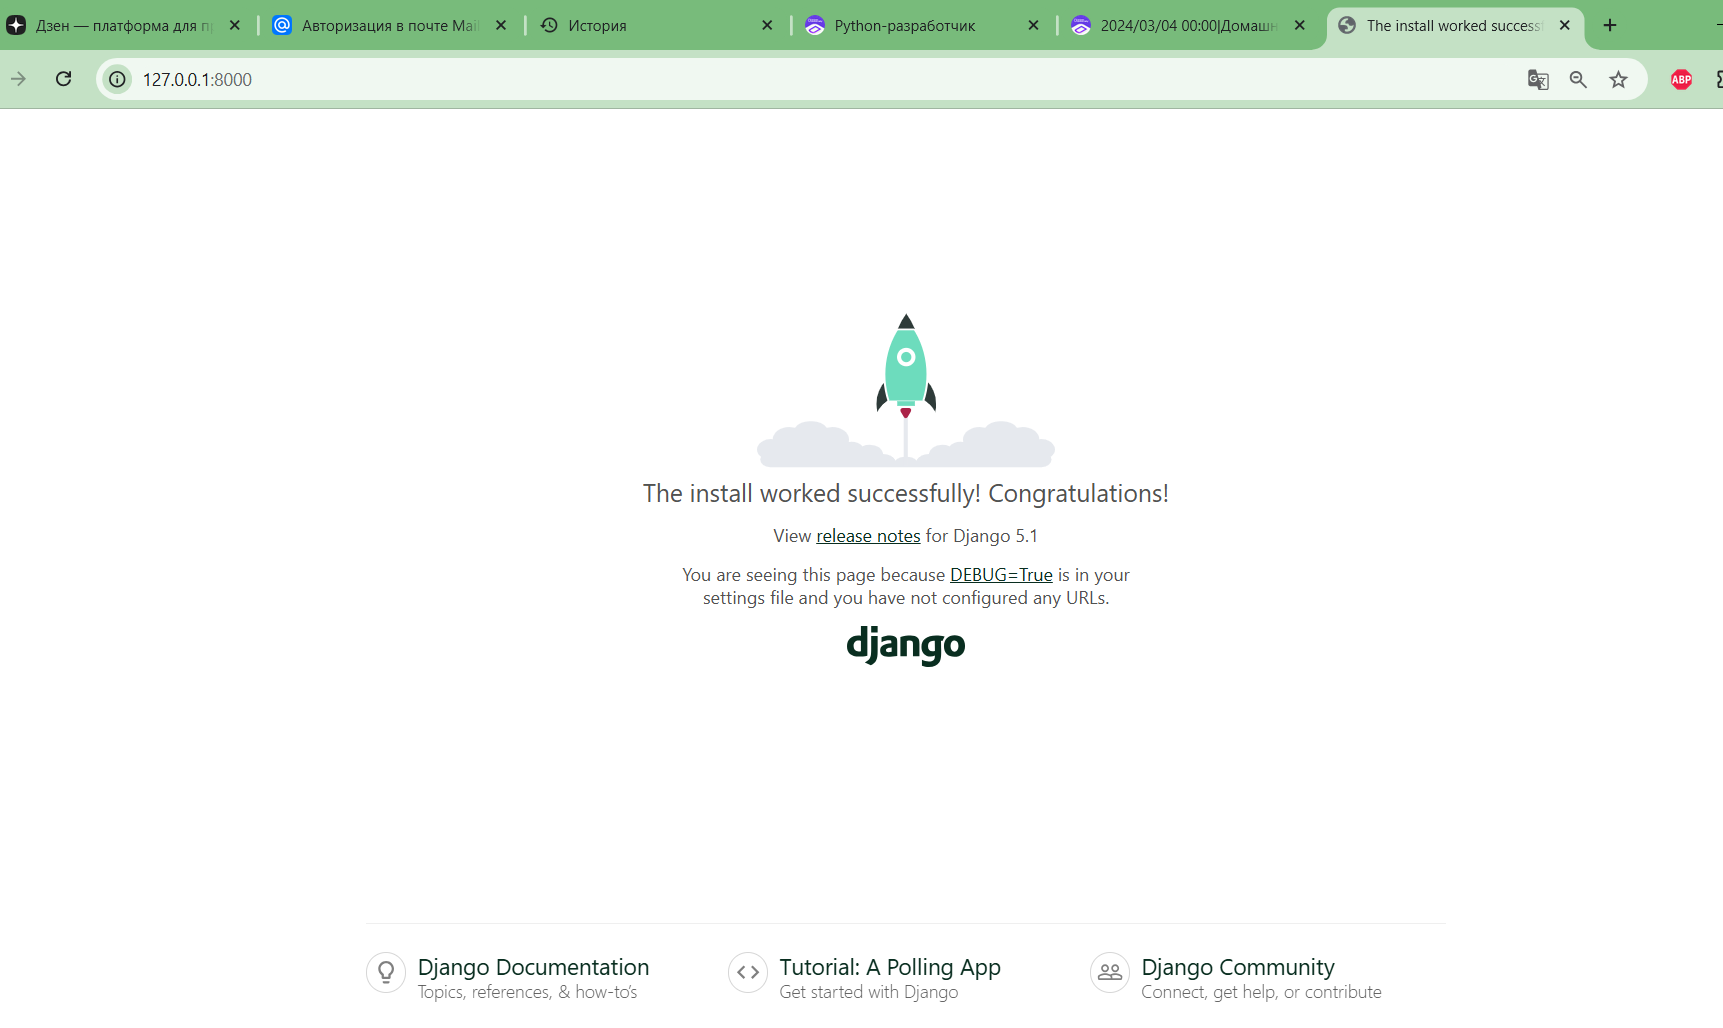 Дзен — платформа для п
Авторизация в почте Mai
История
Python-разработчик
2024/03/04 00:00|Домашн
The install worked success
127.0.0.1:8000
ABP
The install worked successfully! Congratulations!
View release notes for Django 5.1
You are seeing this page because DEBUG=True is in your
settings file and you have not configured any URLs.
django
Django Documentation
Topics, references, & how-to's
Tutorial: A Polling App
Get started with Django
Django Community
Connect, get help, or contribute